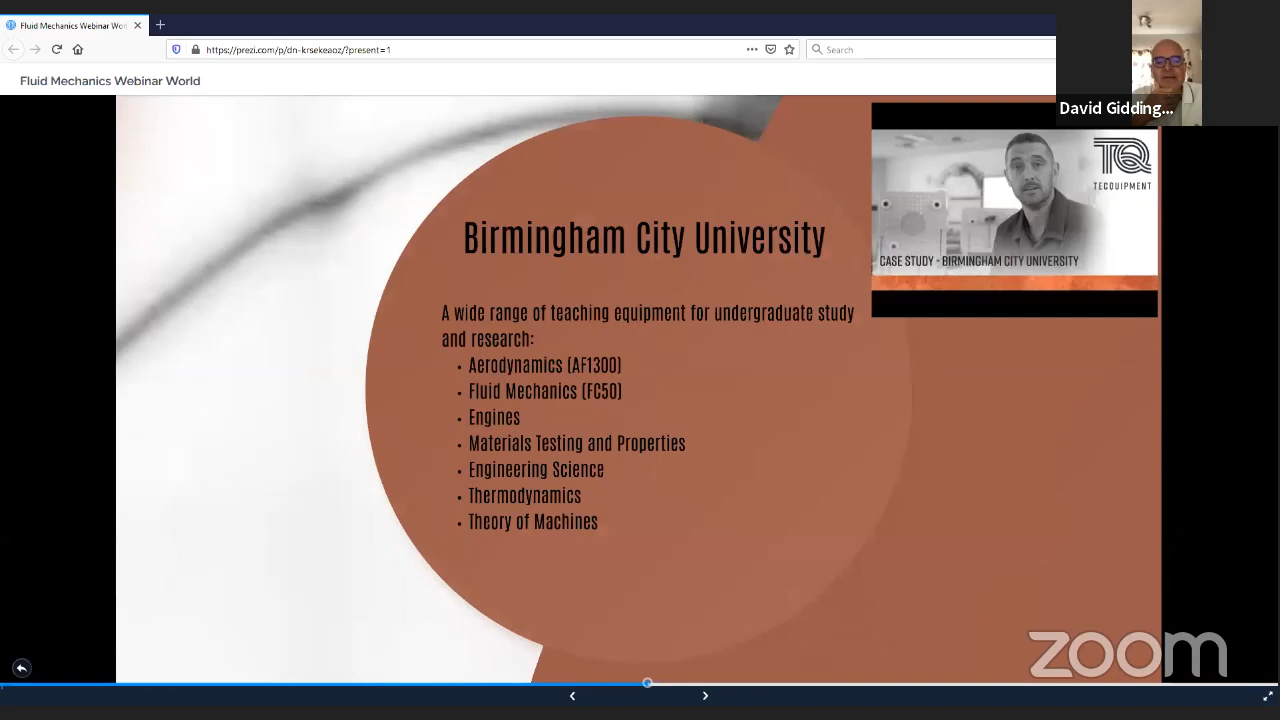 Fluid Mechanics Webinar Wor
https://prezi.com/p/dn-krsekeaoz/?present=1
Search
Fluid Mechanics Webinar World
David Gidding...
TQ
TECQUIPMENT
CASE STUDY - BIRMINGHAM CITY UNIVERSITY
Birmingham City University
A wide range of teaching equipment for undergraduate study
and research:
• Aerodynamics (AF1300)
• Fluid Mechanics (FC50)
• Engines
• Materials Testing and Properties
• Engineering Science
• Thermodynamics
• Theory of Machines
zoom